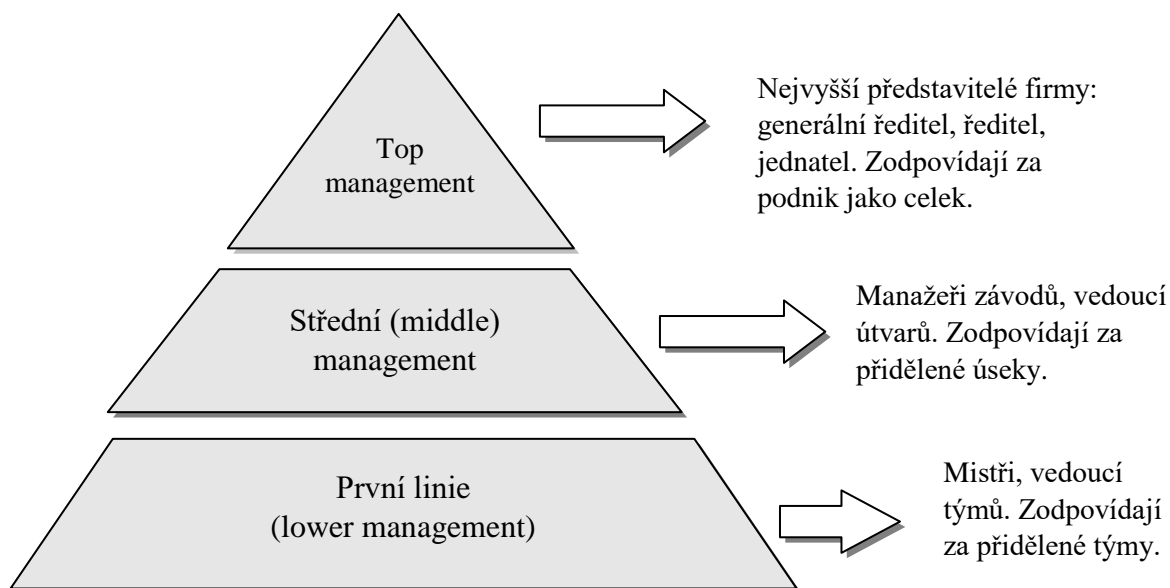 Top
management
Nejvyšší představitelé firmy:
generální ředitel, ředitel,
jednatel. Zodpovídají za
podnik jako celek.
Střední (middle)
management
Manažeři závodů, vedoucí
útvarů. Zodpovídají za
přidělené úseky.
První linie
(lower management)
Mistři, vedoucí
týmů. Zodpovídají
za přidělené týmy.